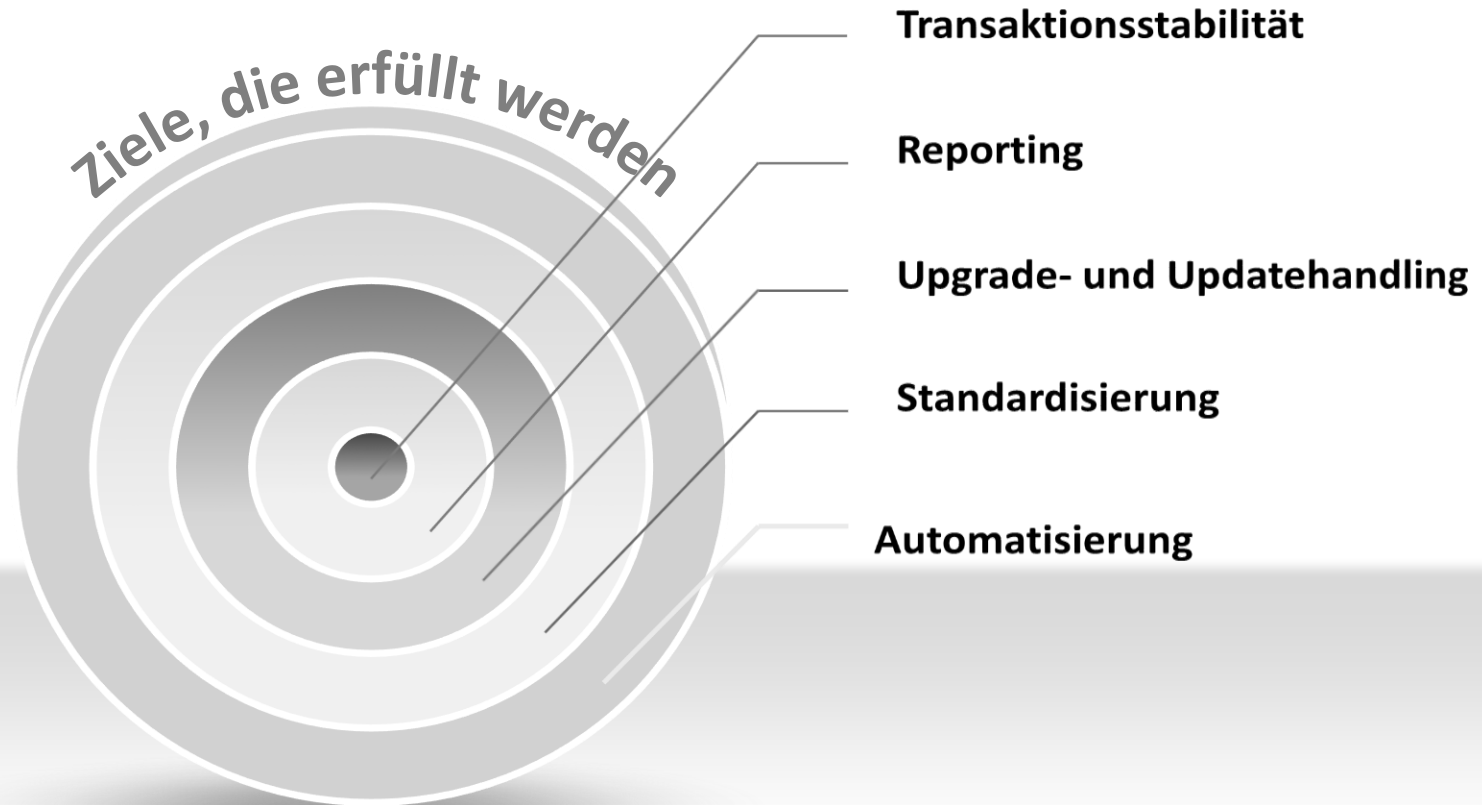 Ziele, die erfüllt werden
Transaktionsstabilität
Reporting
Upgrade- und Updatehandling
Standardisierung
Automatisierung